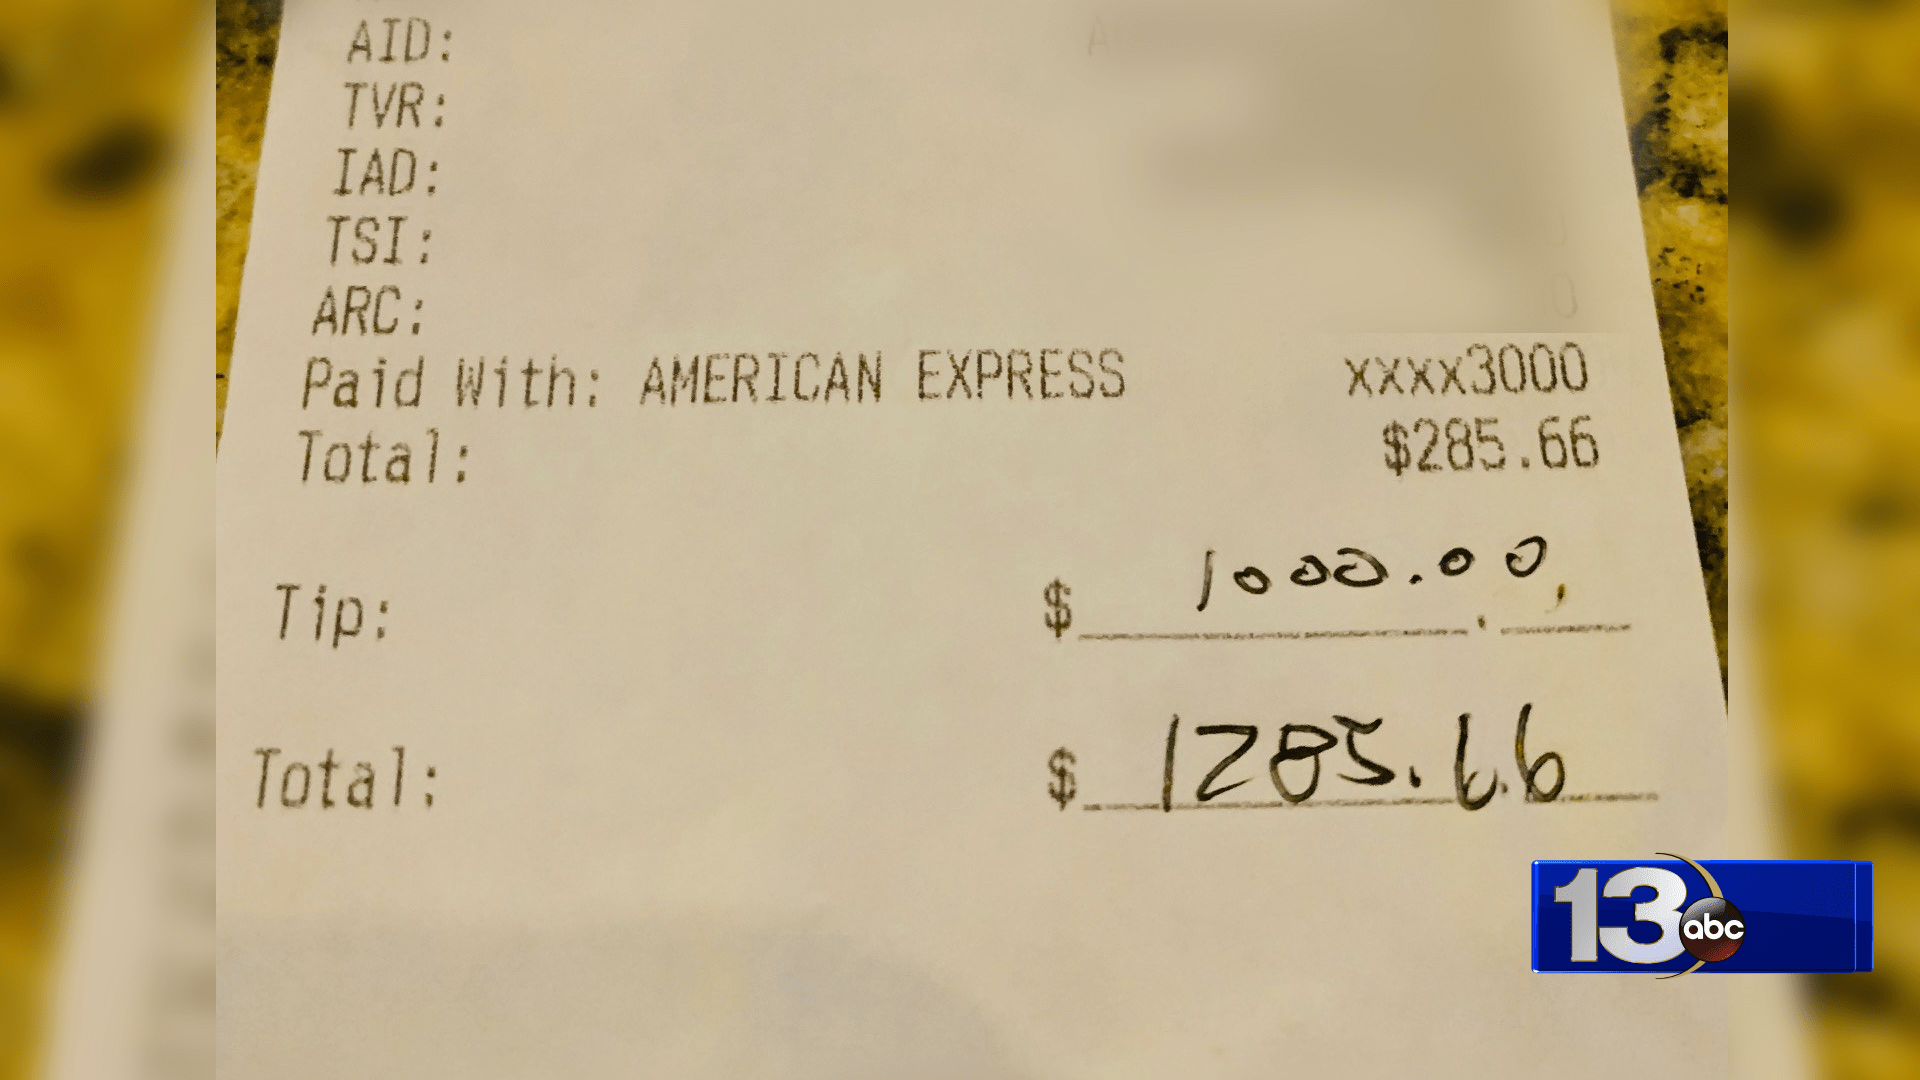 AID:
TVR:
IAD:
TSI:
ARC:
Paid With: AMERICAN EXPRESS xxxx3000
Total: $285.66
Tip: $ 1000.00
Total: $ 1285.66
13 abc